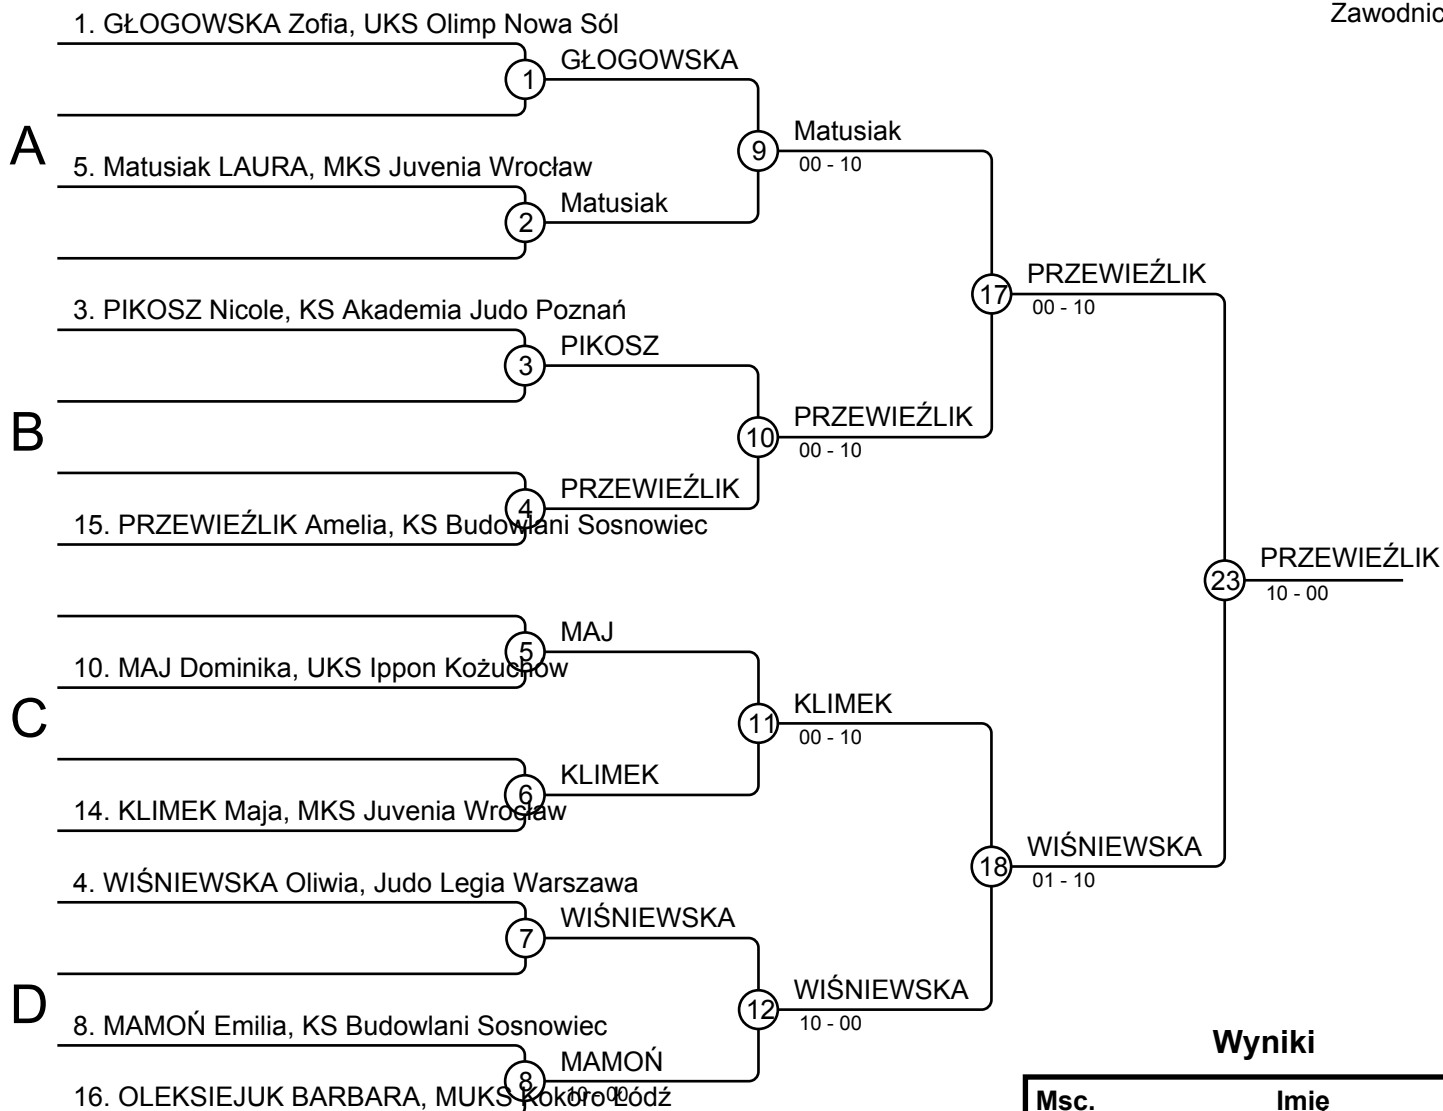 Zawodnic
1. GŁOGOWSKA Zofia, UKS Olimp Nowa Sól
GŁOGOWSKA
1
A
Matusiak
9
00 - 10
5. Matusiak LAURA, MKS Juvenia Wrocław
Matusiak
2
PRZEWIEŹLIK
17
00 - 10
3. PIKOSZ Nicole, KS Akademia Judo Poznań
PIKOSZ
3
B
PRZEWIEŹLIK
10
00 - 10
PRZEWIEŹLIK
4
15. PRZEWIEŹLIK Amelia, KS Budowlani Sosnowiec
PRZEWIEŹLIK
23
10 - 00
MAJ
5
10. MAJ Dominika, UKS Ippon Kożuchów
C
KLIMEK
11
00 - 10
KLIMEK
6
14. KLIMEK Maja, MKS Juvenia Wrocław
WIŚNIEWSKA
18
01 - 10
4. WIŚNIEWSKA Oliwia, Judo Legia Warszawa
WIŚNIEWSKA
7
D
WIŚNIEWSKA
12
10 - 00
8. MAMOŃ Emilia, KS Budowlani Sosnowiec
MAMOŃ
8
10 - 00
16. OLEKSIEJUK BARBARA, MUKS Kokoro Łódź
Wyniki
Msc. Imie